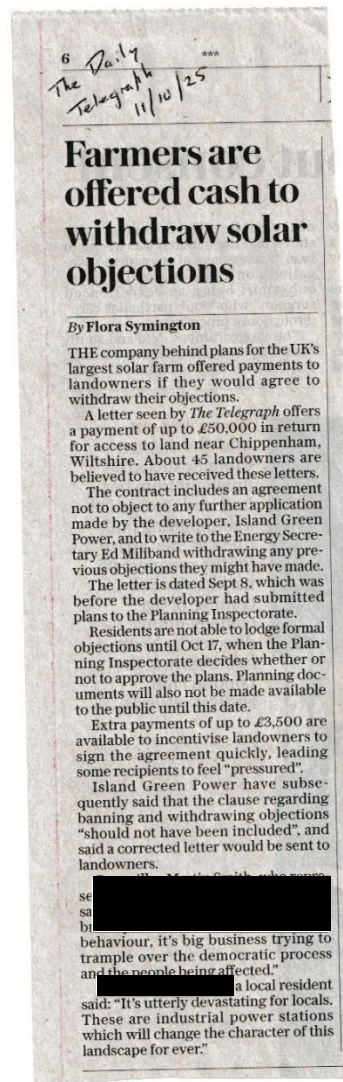 6
***
The Daily
Telegraph
11/10/25
Farmers are
offered cash to
withdraw solar
objections
By Flora Symington
THE company behind plans for the UK's
largest solar farm offered payments to
landowners if they would agree to
withdraw their objections.
A letter seen by The Telegraph offers
a payment of up to £50,000 in return
for access to land near Chippenham,
Wiltshire. About 45 landowners are
believed to have received these letters.
The contract includes an agreement
not to object to any further application
made by the developer, Island Green
Power, and to write to the Energy Secre-
tary Ed Miliband withdrawing any pre-
vious objections they might have made.
The letter is dated Sept 8, which was
before the developer had submitted
plans to the Planning Inspectorate.
Residents are not able to lodge formal
objections until Oct 17, when the Plan-
ning Inspectorate decides whether or
not to approve the plans. Planning doc-
uments will also not be made available
to the public until this date.
Extra payments of up to £3,500 are
available to incentivise landowners to
sign the agreement quickly, leading
some recipients to feel "pressured".
Island Green Power have subse-
quently said that the clause regarding
banning and withdrawing objections
"should not have been included", and
said a corrected letter would be sent to
landowners.
se
sa
br
behaviour, it's big business trying to
trample over the democratic process
and the people being affected."
a local resident
said: "It's utterly devastating for locals.
These are industrial power stations
which will change the character of this
landscape for ever."